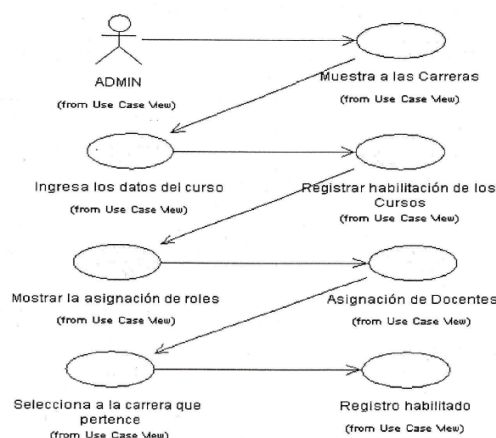 ADMIN
(from Use Case View)
Muestra a las Carreras
(from Use Case View)
Ingresa los datos del curso
(from Use Case View)
Registrar habilitación de los
Cursos
(from Use Case View)
Mostrar la asignación de roles
(from Use Case View)
Asignación de Docentes
(from Use Case View)
Selecciona a la carrera que
pertence
(from Use Case View)
Registro habilitado
(from Use Case View)